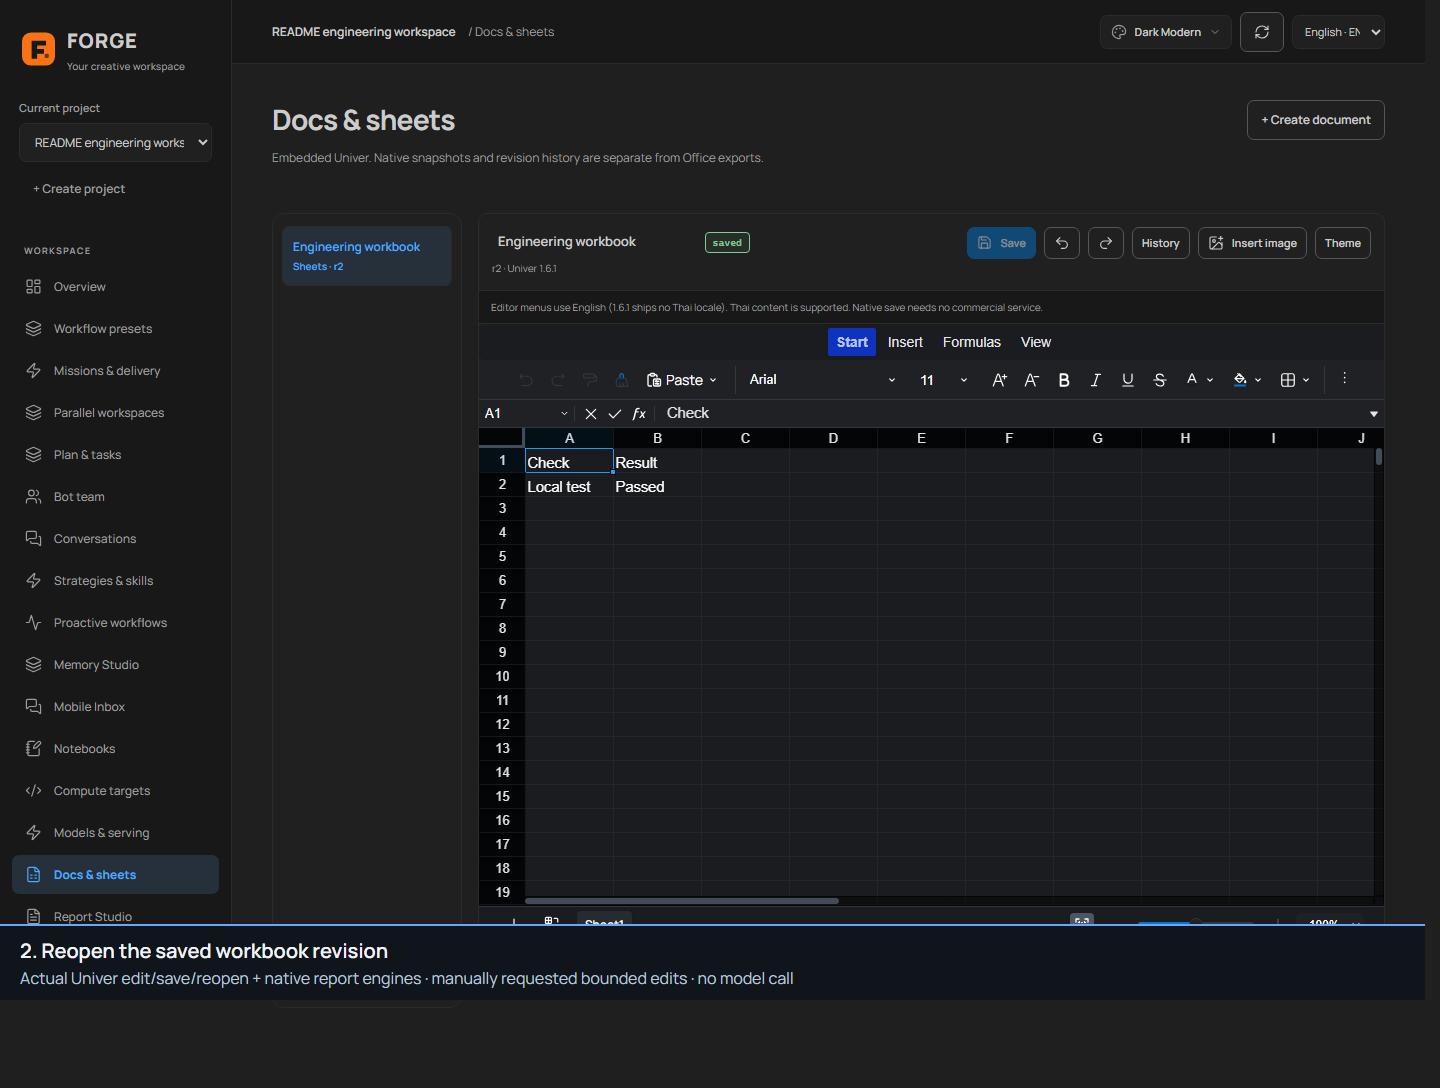 FORGE
Your creative workspace
Current project
README engineering works
+ Create project
WORKSPACE
Overview
Workflow presets
Missions & delivery
Parallel workspaces
Plan & tasks
Bot team
Conversations
Strategies & skills
Proactive workflows
Memory Studio
Mobile Inbox
Notebooks
Compute targets
Models & serving
Docs & sheets
Report Studio
README engineering workspace / Docs & sheets
Dark Modern
English · EN
Docs & sheets
+ Create document
Embedded Univer. Native snapshots and revision history are separate from Office exports.
Engineering workbook
Sheets · r2
Engineering workbook
saved
Save
History
Insert image
Theme
r2 · Univer 1.6.1
Editor menus use English (1.6.1 ships no Thai locale). Thai content is supported. Native save needs no commercial service.
Start Insert Formulas View
Paste
Arial
11
A1
fx
Check
A B C D E F G H I J
1 Check Result
2 Local test Passed
3
4
5
6
7
8
9
10
11
12
13
14
15
16
17
18
19
Sheet1
100%
2. Reopen the saved workbook revision
Actual Univer edit/save/reopen + native report engines · manually requested bounded edits · no model call